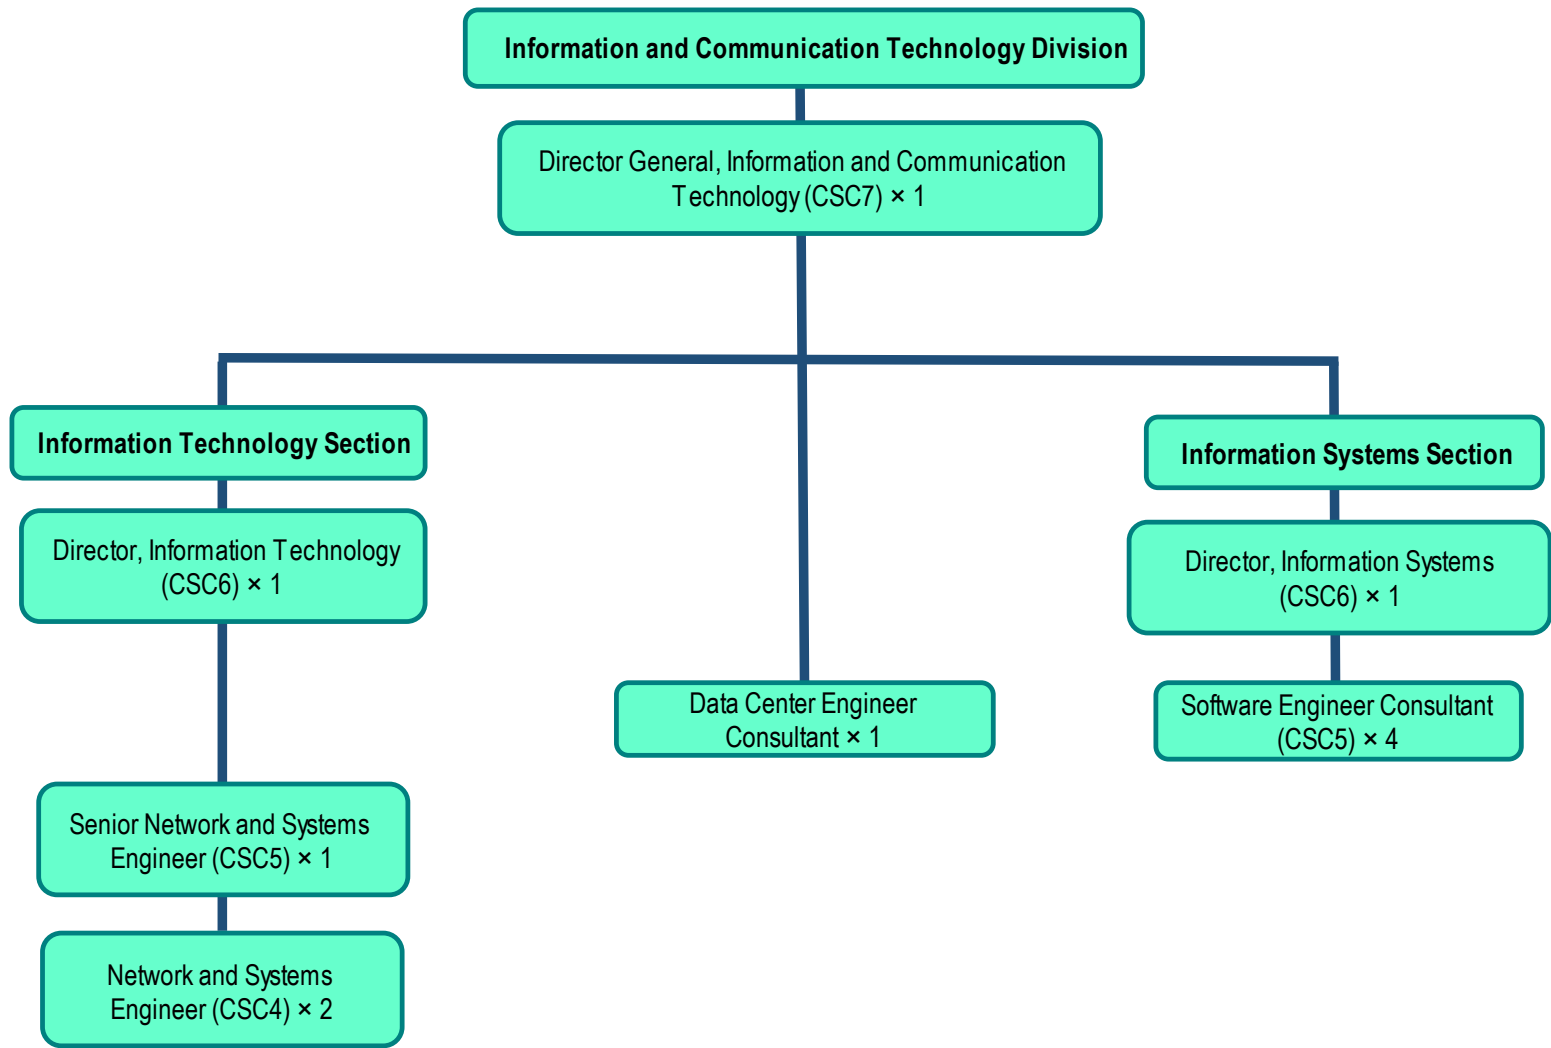 Information and Communication Technology Division
Director General, Information and Communication
Technology (CSC7) × 1
Information Technology Section
Director, Information Technology
(CSC6) × 1
Senior Network and Systems
Engineer (CSC5) × 1
Network and Systems
Engineer (CSC4) × 2
Data Center Engineer
Consultant × 1
Information Systems Section
Director, Information Systems
(CSC6) × 1
Software Engineer Consultant
(CSC5) × 4